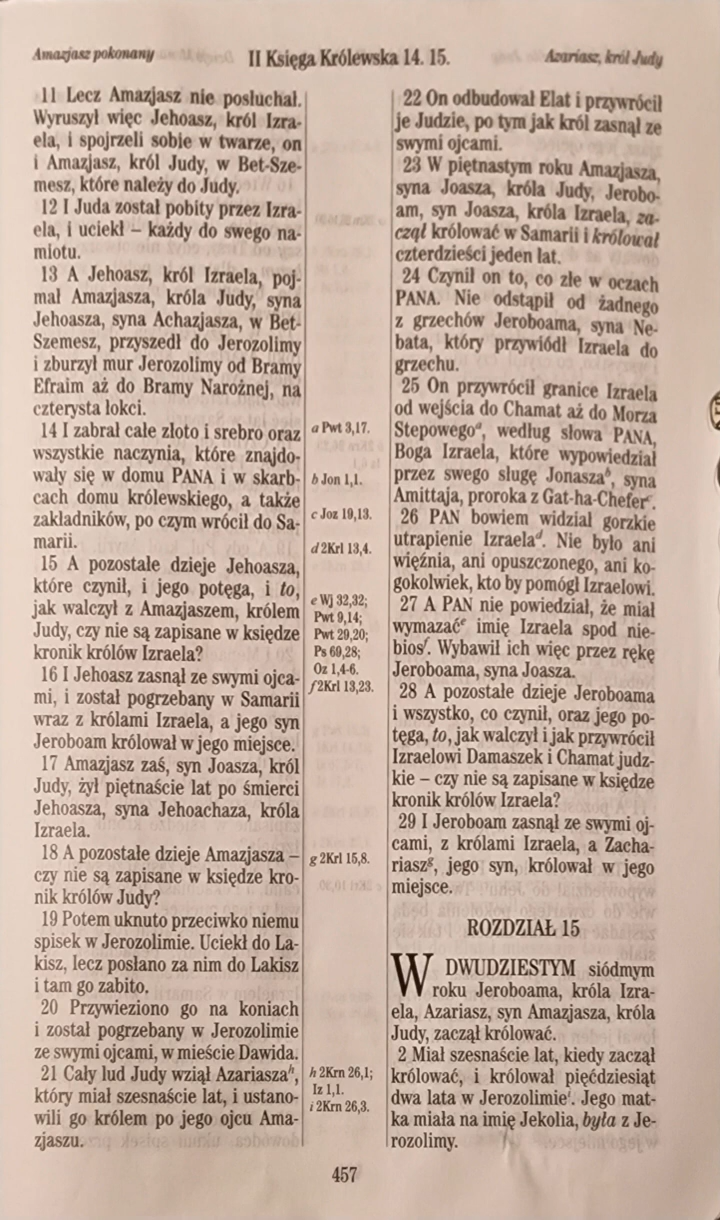 Amazjasz pokonany
II Księga Królewska 14. 15.
Azariasz, król Judy
11 Lecz Amazjasz nie posłuchał.
Wyruszył więc Jehoasz, król Izra-
ela, i spojrzeli sobie w twarze, on
i Amazjasz, król Judy, w Bet-Sze-
mesz, które należy do Judy.
12 I Juda został pobity przez Izra-
ela, i uciekł – każdy do swego na-
miotu.
13 A Jehoasz, król Izraela, poj-
mał Amazjasza, króla Judy, syna
Jehoasza, syna Achazjasza, w Bet-
Szemesz, przyszedł do Jerozolimy
i zburzył mur Jerozolimy od Bramy
Efraim aż do Bramy Narożnej, na
czterysta łokci.
14 I zabrał całe złoto i srebro oraz
wszystkie naczynia, które znajdo-
wały się w domu PANA i w skarb-
cach domu królewskiego, a także
zakładników, po czym wrócił do Sa-
marii.
15 A pozostałe dzieje Jehoasza,
które czynił, i jego potęga, i to,
jak walczył z Amazjaszem, królem
Judy, czy nie są zapisane w księdze
kronik królów Izraela?
16 I Jehoasz zasnął ze swymi ojca-
mi, i został pogrzebany w Samarii
wraz z królami Izraela, a jego syn
Jeroboam królował w jego miejsce.
17 Amazjasz zaś, syn Joasza, król
Judy, żył piętnaście lat po śmierci
Jehoasza, syna Jehoachaza, króla
Izraela.
18 A pozostałe dzieje Amazjasza –
czy nie są zapisane w księdze kro-
nik królów Judy?
19 Potem uknuto przeciwko niemu
spisek w Jerozolimie. Uciekł do La-
kisz, lecz posłano za nim do Lakisz
i tam go zabito.
20 Przywieziono go na koniach
i został pogrzebany w Jerozolimie
ze swymi ojcami, w mieście Dawida.
21 Cały lud Judy wziął Azariaszaʰ,
który miał szesnaście lat, i ustano-
wili go królem po jego ojcu Ama-
zjaszu.
a Pwt 3,17.
b Jon 1,1.
c Joz 19,13.
d 2Krl 13,4.
e Wj 32,32;
Pwt 9,14;
Pwt 29,20;
Ps 69,28;
Oz 1,4-6.
f 2Krl 13,23.
g 2Krl 15,8.
h 2Krn 26,1;
Iz 1,1.
i 2Krn 26,3.
22 On odbudował Elat i przywrócił
je Judzie, po tym jak król zasnął ze
swymi ojcami.
23 W piętnastym roku Amazjasza,
syna Joasza, króla Judy, Jerobo-
am, syn Joasza, króla Izraela, za-
czął królować w Samarii i królował
czterdzieści jeden lat.
24 Czynił on to, co złe w oczach
PANA. Nie odstąpił od żadnego
z grzechów Jeroboama, syna Ne-
bata, który przywiódł Izraela do
grzechu.
25 On przywrócił granice Izraela
od wejścia do Chamat aż do Morza
Stepowegoᵃ, według słowa PANA,
Boga Izraela, które wypowiedział
przez swego sługę Jonaszaᵇ, syna
Amittaja, proroka z Gat-ha-Cheferᶜ.
26 PAN bowiem widział gorzkie
utrapienie Izraelaᵈ. Nie było ani
więźnia, ani opuszczonego, ani ko-
gokolwiek, kto by pomógł Izraelowi.
27 A PAN nie powiedział, że miał
wymazaćᵉ imię Izraela spod nie-
biosᶠ. Wybawił ich więc przez rękę
Jeroboama, syna Joasza.
28 A pozostałe dzieje Jeroboama
i wszystko, co czynił, oraz jego po-
tęga, to, jak walczył i jak przywrócił
Izraelowi Damaszek i Chamat judz-
kie – czy nie są zapisane w księdze
kronik królów Izraela?
29 I Jeroboam zasnął ze swymi oj-
cami, z królami Izraela, a Zacha-
riaszᵍ, jego syn, królował w jego
miejsce.
ROZDZIAŁ 15
W DWUDZIESTYM siódmym
roku Jeroboama, króla Izra-
ela, Azariasz, syn Amazjasza, króla
Judy, zaczął królować.
2 Miał szesnaście lat, kiedy zaczął
królować, i królował pięćdziesiąt
dwa lata w Jerozolimieⁱ. Jego mat-
ka miała na imię Jekolia, była z Je-
rozolimy.
457